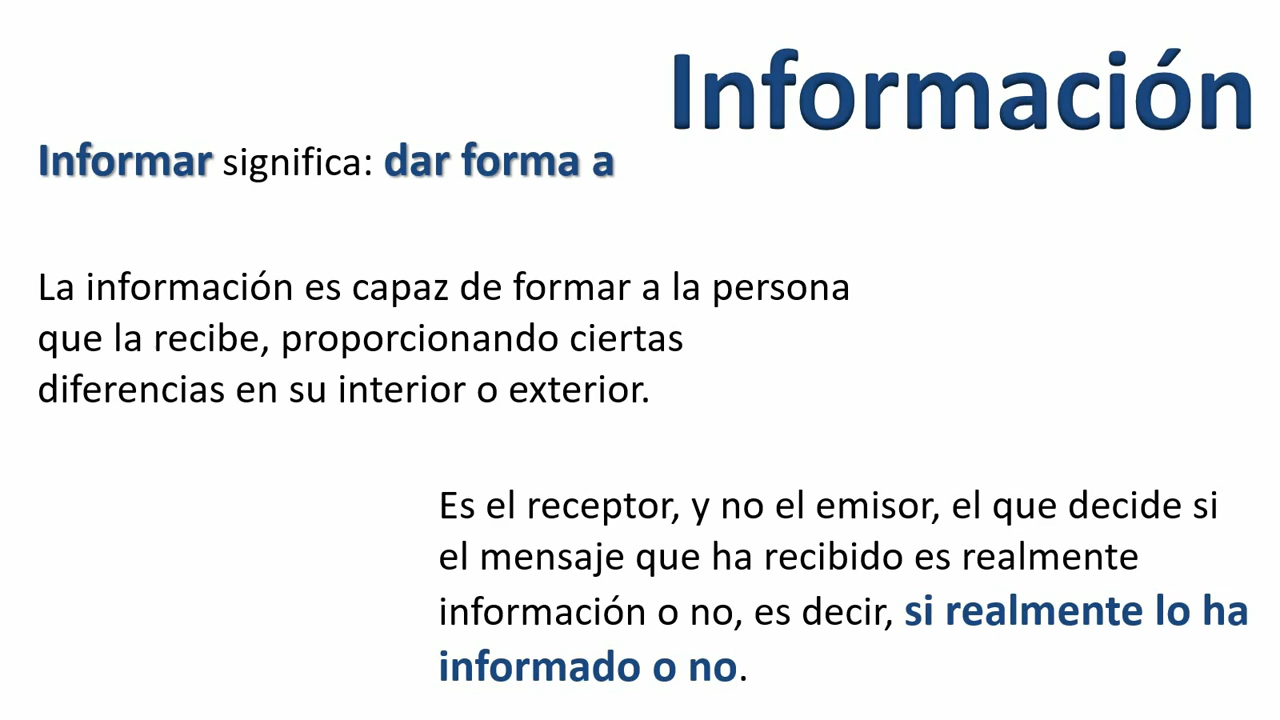 Información
Informar significa: dar forma a
La información es capaz de formar a la persona
que la recibe, proporcionando ciertas
diferencias en su interior o exterior.
Es el receptor, y no el emisor, el que decide si
el mensaje que ha recibido es realmente
información o no, es decir, si realmente lo ha
informado o no.